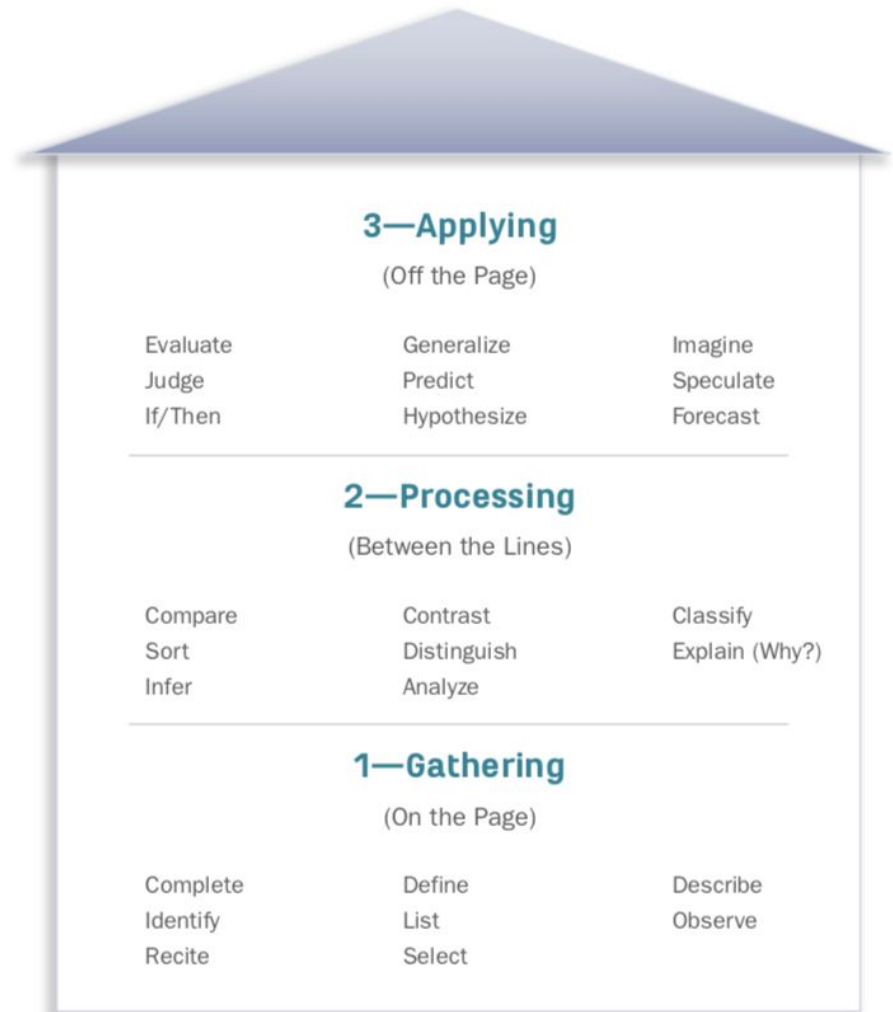 3—Applying
(Off the Page)
Evaluate Generalize Imagine
Judge Predict Speculate
If/Then Hypothesize Forecast
2—Processing
(Between the Lines)
Compare Contrast Classify
Sort Distinguish Explain (Why?)
Infer Analyze
1—Gathering
(On the Page)
Complete Define Describe
Identify List Observe
Recite Select